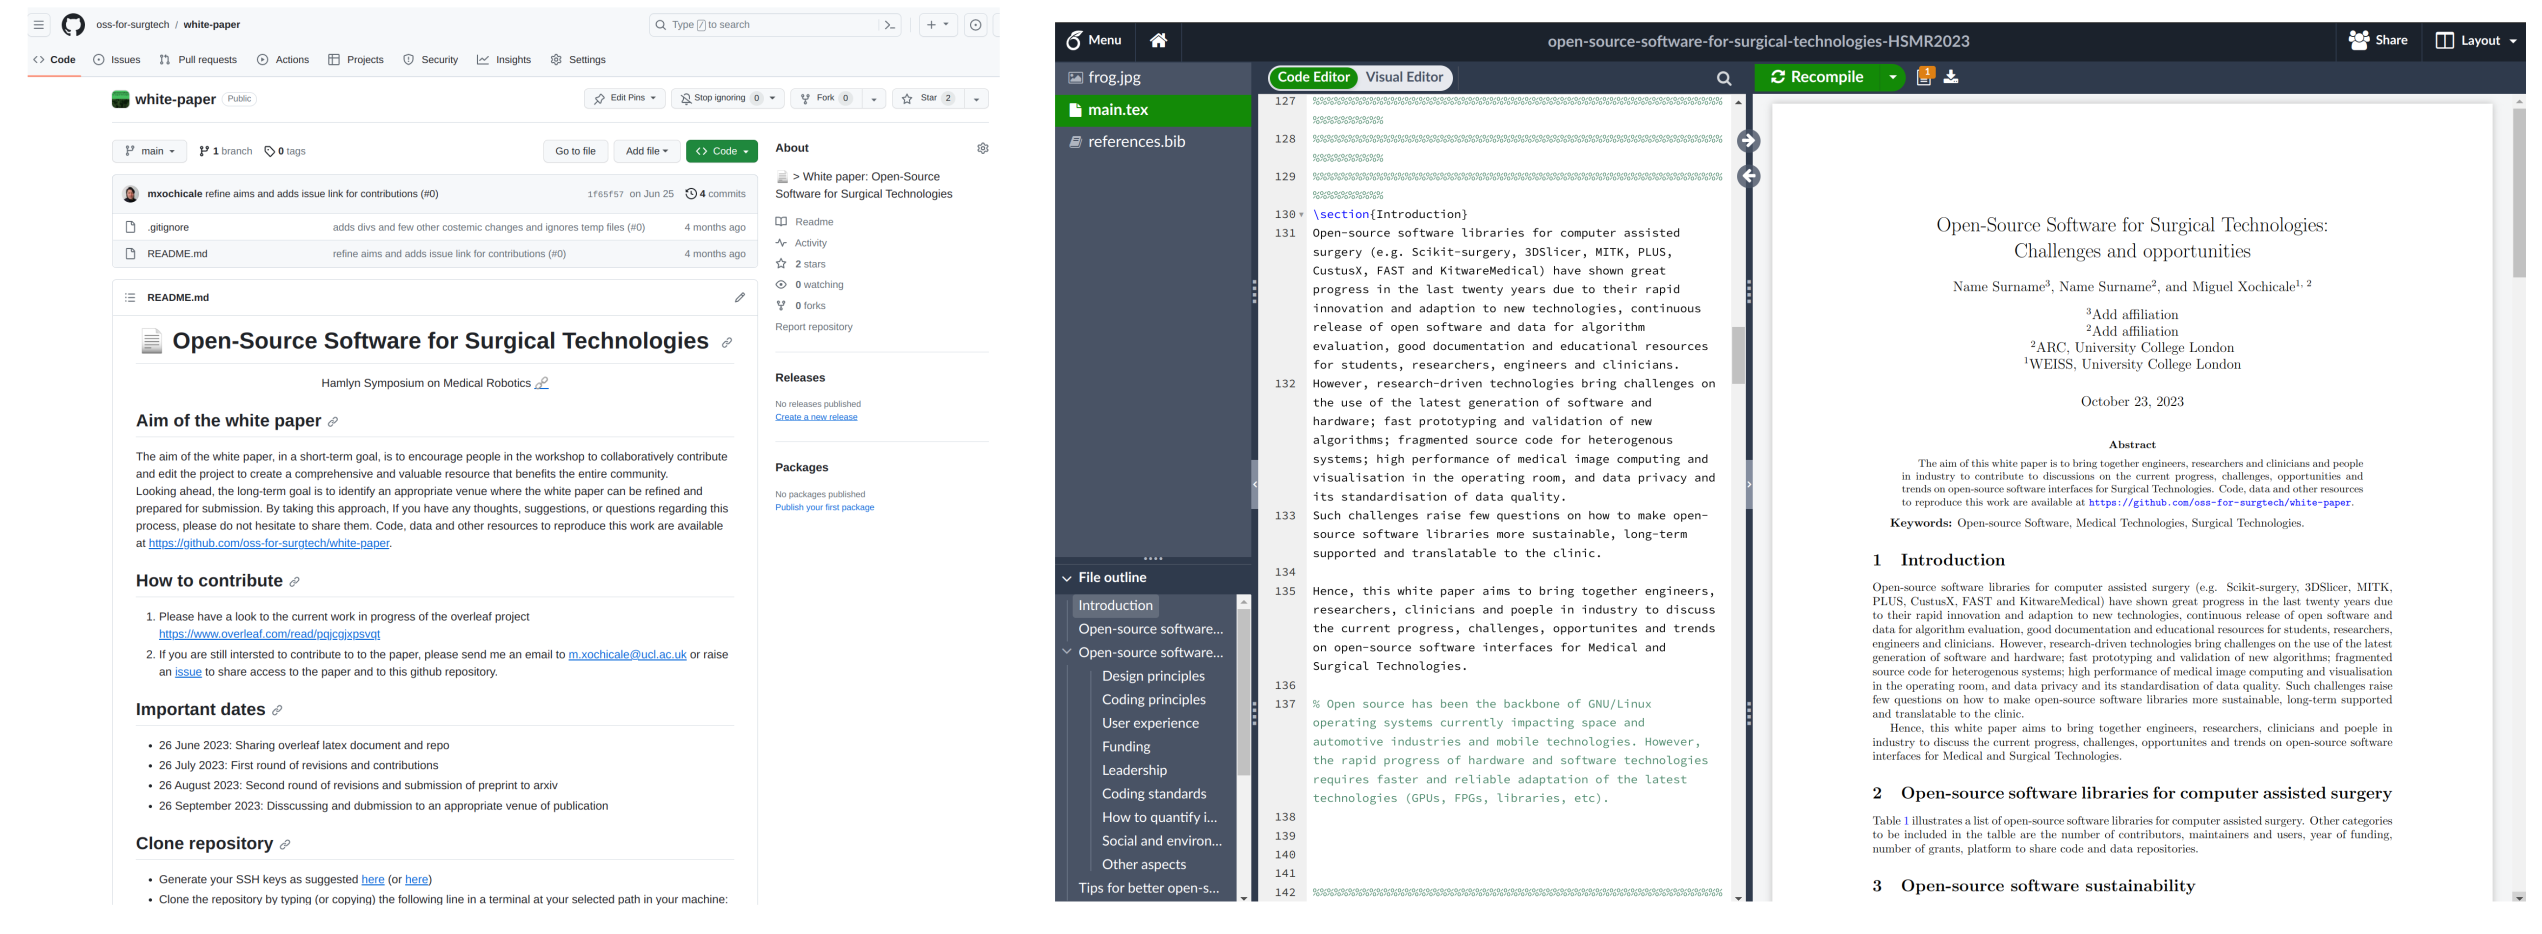 oss-for-surgtech / white-paper
Type / to search
Code Issues Pull requests Actions Projects Security Insights Settings
white-paper Public
Edit Pins Stop ignoring 0 Fork 0 Star 2
main 1 branch 0 tags Go to file Add file Code
mxochicale refine aims and adds issue link for contributions (#0) 1f65f57 on Jun 25 4 commits
.gitignore adds divs and few other costemic changes and ignores temp files (#0) 4 months ago
README.md refine aims and adds issue link for contributions (#0) 4 months ago
README.md
Open-Source Software for Surgical Technologies
Hamlyn Symposium on Medical Robotics
Aim of the white paper
The aim of the white paper, in a short-term goal, is to encourage people in the workshop to collaboratively contribute
and edit the project to create a comprehensive and valuable resource that benefits the entire community.
Looking ahead, the long-term goal is to identify an appropriate venue where the white paper can be refined and
prepared for submission. By taking this approach, If you have any thoughts, suggestions, or questions regarding this
process, please do not hesitate to share them. Code, data and other resources to reproduce this work are available
at https://github.com/oss-for-surgtech/white-paper.
How to contribute
1. Please have a look to the current work in progress of the overleaf project
https://www.overleaf.com/read/pqjcgjxpsvqt
2. If you are still intersted to contribute to to the paper, please send me an email to m.xochicale@ucl.ac.uk or raise
an issue to share access to the paper and to this github repository.
Important dates
• 26 June 2023: Sharing overleaf latex document and repo
• 26 July 2023: First round of revisions and contributions
• 26 August 2023: Second round of revisions and submission of preprint to arxiv
• 26 September 2023: Disscussing and dubmission to an appropriate venue of publication
Clone repository
• Generate your SSH keys as suggested here (or here)
• Clone the repository by typing (or copying) the following line in a terminal at your selected path in your machine:
About
> White paper: Open-Source
Software for Surgical Technologies
Readme
Activity
2 stars
0 watching
0 forks
Report repository
Releases
No releases published
Create a new release
Packages
No packages published
Publish your first package
Menu
open-source-software-for-surgical-technologies-HSMR2023
Share Layout
frog.jpg
main.tex
references.bib
File outline
Introduction
Open-source software...
Open-source software...
Design principles
Coding principles
User experience
Funding
Leadership
Coding standards
How to quantify i...
Social and environ...
Other aspects
Tips for better open-s...
Code Editor Visual Editor
127
128
129
130 \section{Introduction}
131 Open-source software libraries for computer assisted
surgery (e.g. Scikit-surgery, 3DSlicer, MITK, PLUS,
CustusX, FAST and KitwareMedical) have shown great
progress in the last twenty years due to their rapid
innovation and adaption to new technologies, continuous
release of open software and data for algorithm
evaluation, good documentation and educational resources
for students, researchers, engineers and clinicians.
132 However, research-driven technologies bring challenges on
the use of the latest generation of software and
hardware; fast prototyping and validation of new
algorithms; fragmented source code for heterogenous
systems; high performance of medical image computing and
visualisation in the operating room, and data privacy and
its standardisation of data quality.
133 Such challenges raise few questions on how to make open-
source software libraries more sustainable, long-term
supported and translatable to the clinic.
134
135 Hence, this white paper aims to bring together engineers,
researchers, clinicians and poeple in industry to discuss
the current progress, challenges, opportunites and trends
on open-source software interfaces for Medical and
Surgical Technologies.
136
137 % Open source has been the backbone of GNU/Linux
operating systems currently impacting space and
automotive industries and mobile technologies. However,
the rapid progress of hardware and software technologies
requires faster and reliable adaptation of the latest
technologies (GPUs, FPGs, libraries, etc).
138
139
140
141
142
Recompile 1
Open-Source Software for Surgical Technologies:
Challenges and opportunities
Name Surname3, Name Surname2, and Miguel Xochicale1, 2
3Add affiliation
2Add affiliation
2ARC, University College London
1WEISS, University College London
October 23, 2023
Abstract
The aim of this white paper is to bring together engineers, researchers and clinicians and people
in industry to contribute to discussions on the current progress, challenges, opportunities and
trends on open-source software interfaces for Surgical Technologies. Code, data and other resources
to reproduce this work are available at https://github.com/oss-for-surgtech/white-paper.
Keywords: Open-source Software, Medical Technologies, Surgical Technologies.
1 Introduction
Open-source software libraries for computer assisted surgery (e.g. Scikit-surgery, 3DSlicer, MITK,
PLUS, CustusX, FAST and KitwareMedical) have shown great progress in the last twenty years due
to their rapid innovation and adaption to new technologies, continuous release of open software and
data for algorithm evaluation, good documentation and educational resources for students, researchers,
engineers and clinicians. However, research-driven technologies bring challenges on the use of the latest
generation of software and hardware; fast prototyping and validation of new algorithms; fragmented
source code for heterogenous systems; high performance of medical image computing and visualisation
in the operating room, and data privacy and its standardisation of data quality. Such challenges raise
few questions on how to make open-source software libraries more sustainable, long-term supported
and translatable to the clinic.
Hence, this white paper aims to bring together engineers, researchers, clinicians and poeple in
industry to discuss the current progress, challenges, opportunites and trends on open-source software
interfaces for Medical and Surgical Technologies.
2 Open-source software libraries for computer assisted surgery
Table 1 illustrates a list of open-source software libraries for computer assisted surgery. Other categories
to be included in the talble are the number of contributors, maintainers and users, year of funding,
number of grants, platform to share code and data repositories.
3 Open-source software sustainability